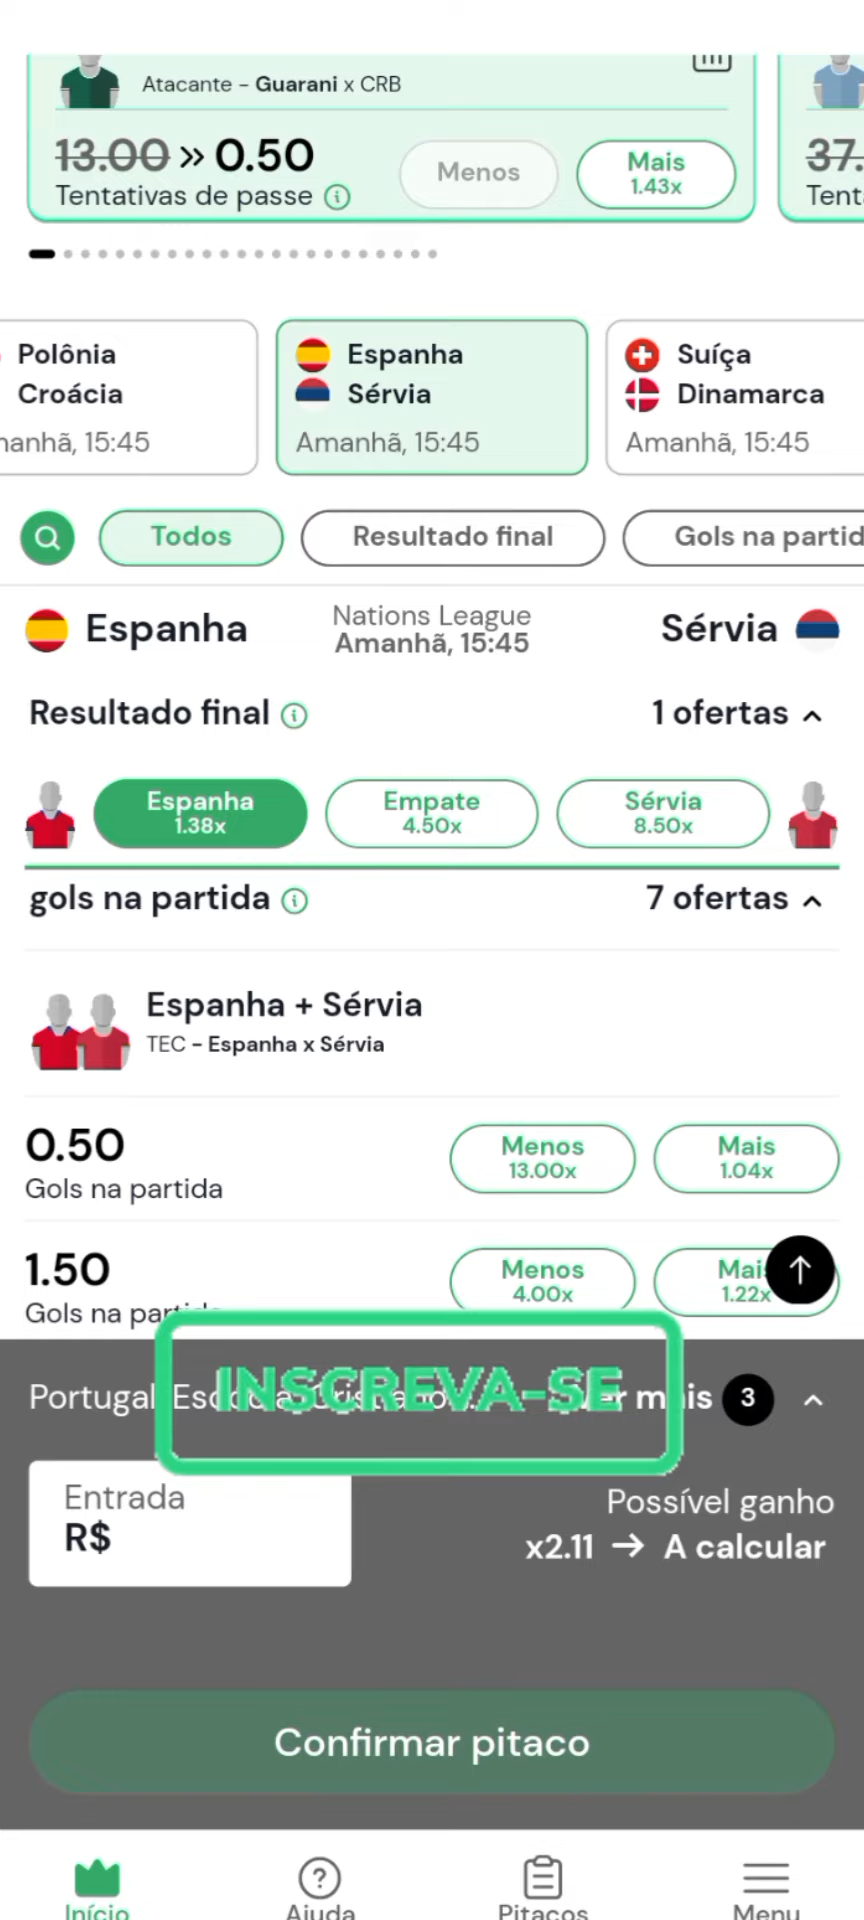 Atacante - Guarani x CRB
13.00 >> 0.50
Tentativas de passe
Menos
Mais
1.43x
37.
Tent
Polônia
Croácia
manhã, 15:45
Espanha
Sérvia
Amanhã, 15:45
Suíça
Dinamarca
Amanhã, 15:45
Todos
Resultado final
Gols na partid
Espanha
Nations League
Amanhã, 15:45
Sérvia
Resultado final
1 ofertas
Espanha
1.38x
Empate
4.50x
Sérvia
8.50x
gols na partida
7 ofertas
Espanha + Sérvia
TEC - Espanha x Sérvia
0.50
Gols na partida
Menos
13.00x
Mais
1.04x
1.50
Gols na partida
Menos
4.00x
Mais
1.22x
Portugal
INSCREVA-SE
mais
3
Entrada
R$
Possível ganho
x2.11 → A calcular
Confirmar pitaco
Início
Ajuda
Pitacos
Menu